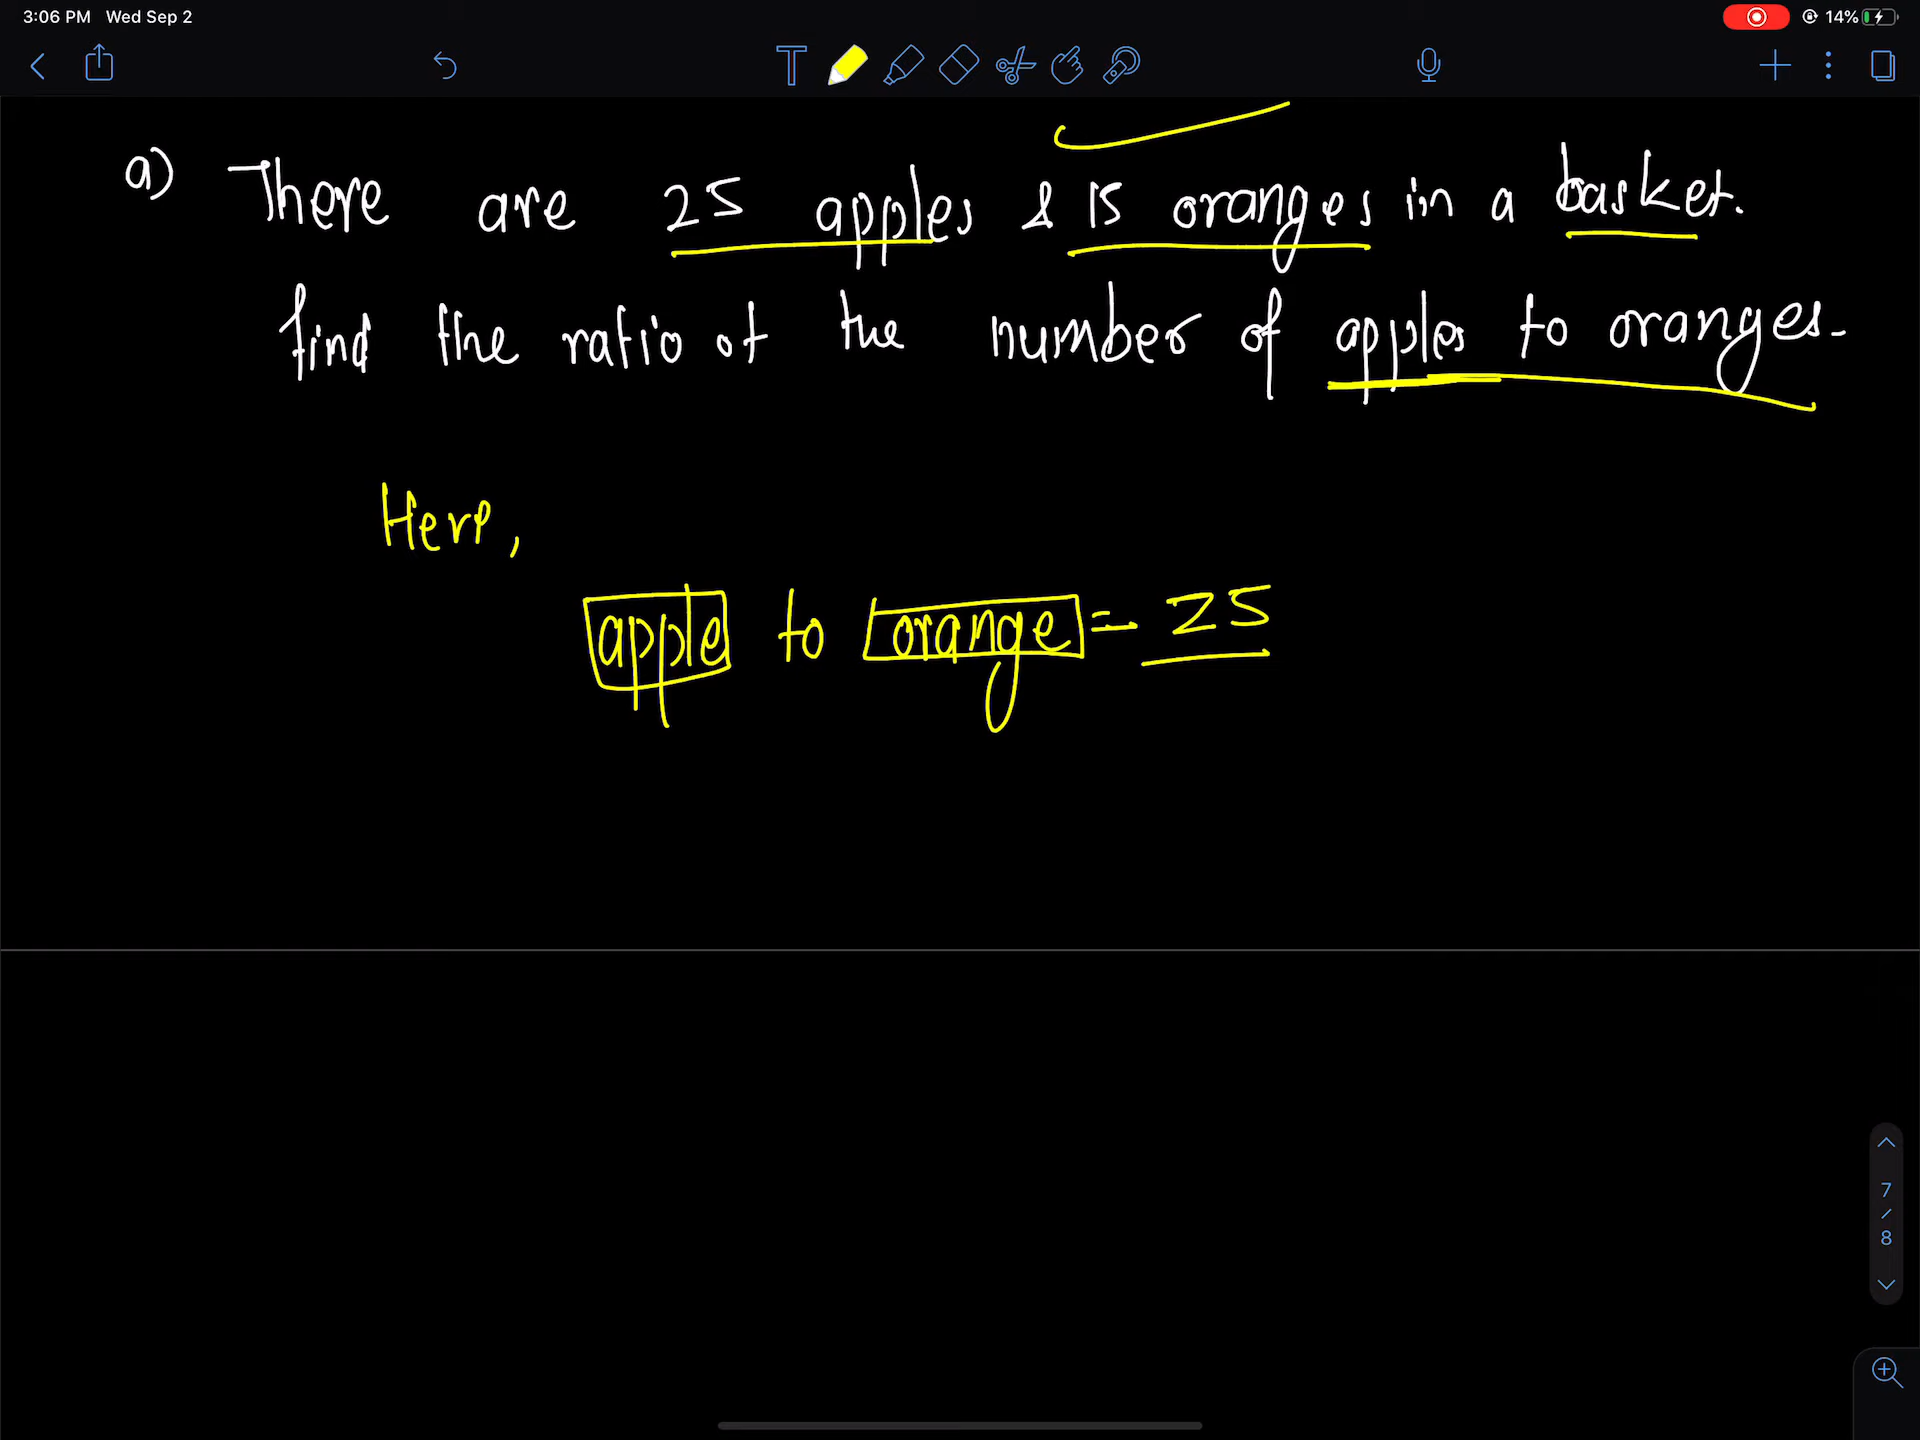 3:06 PM Wed Sep 2
14%
T
a) There are 25 apples & 15 oranges in a basket.
find the ratio of the number of apples to oranges.
Here,
apple to orange = 25
7
/
8